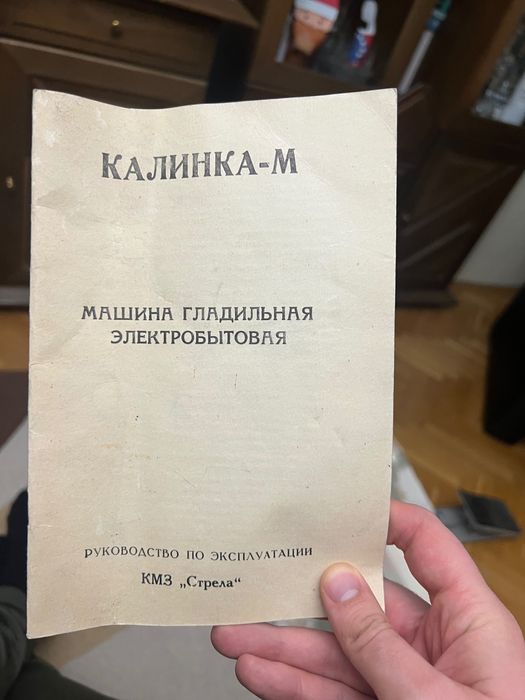 КАЛИНКА-М
МАШИНА ГЛАДИЛЬНАЯ
ЭЛЕКТРОБЫТОВАЯ
РУКОВОДСТВО ПО ЭКСПЛУАТАЦИИ
КМЗ „Стрела“